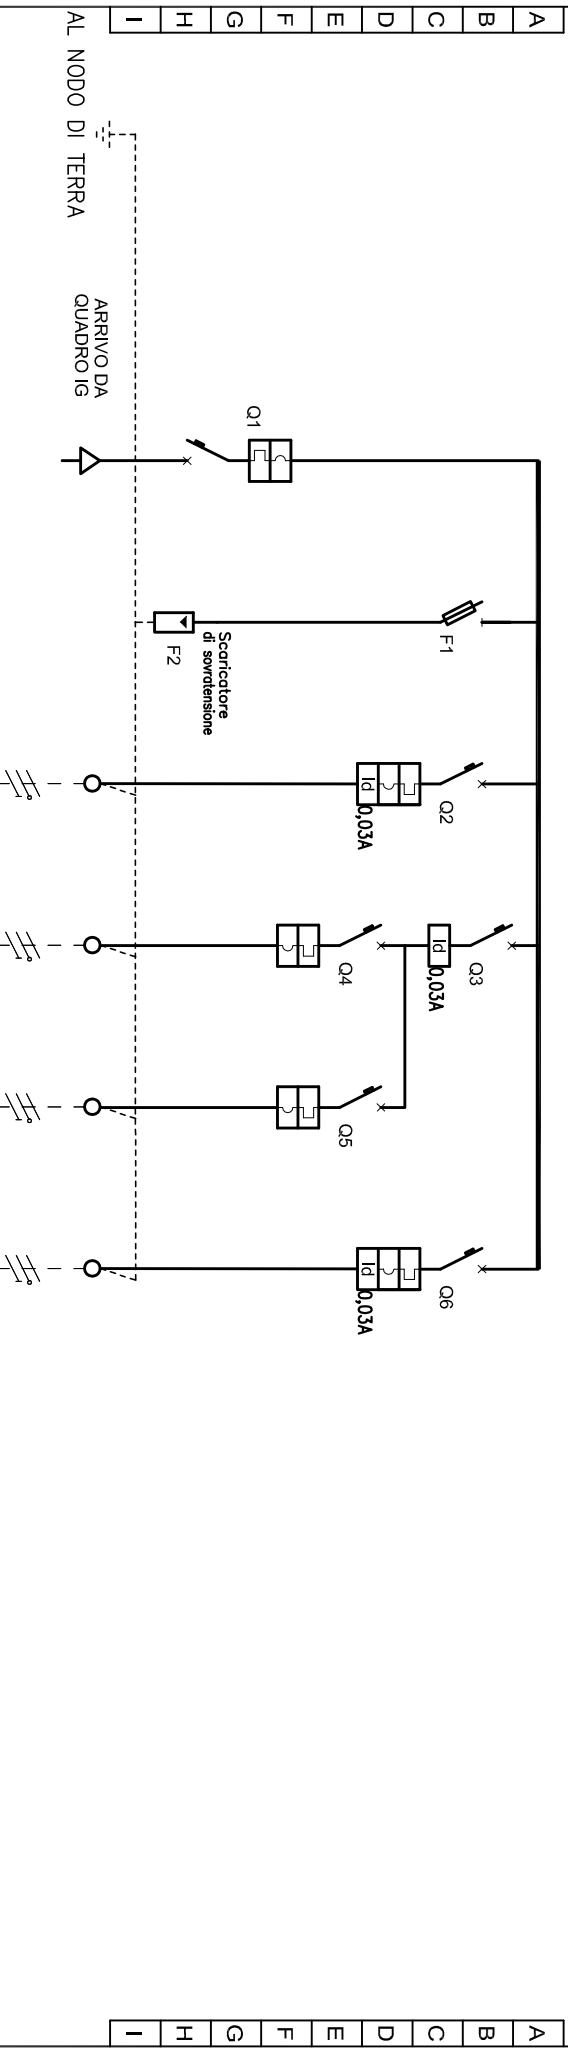 A
B
C
D
E
F
G
H
I
AL NODO DI TERRA
ARRIVO DA
QUADRO IG
Q1
F1
F2
Scaricatore
di sovratensione
Q2
Id
0,03A
Q3
Id
0,03A
Q4
Q5
Q6
Id
0,03A
A
B
C
D
E
F
G
H
I